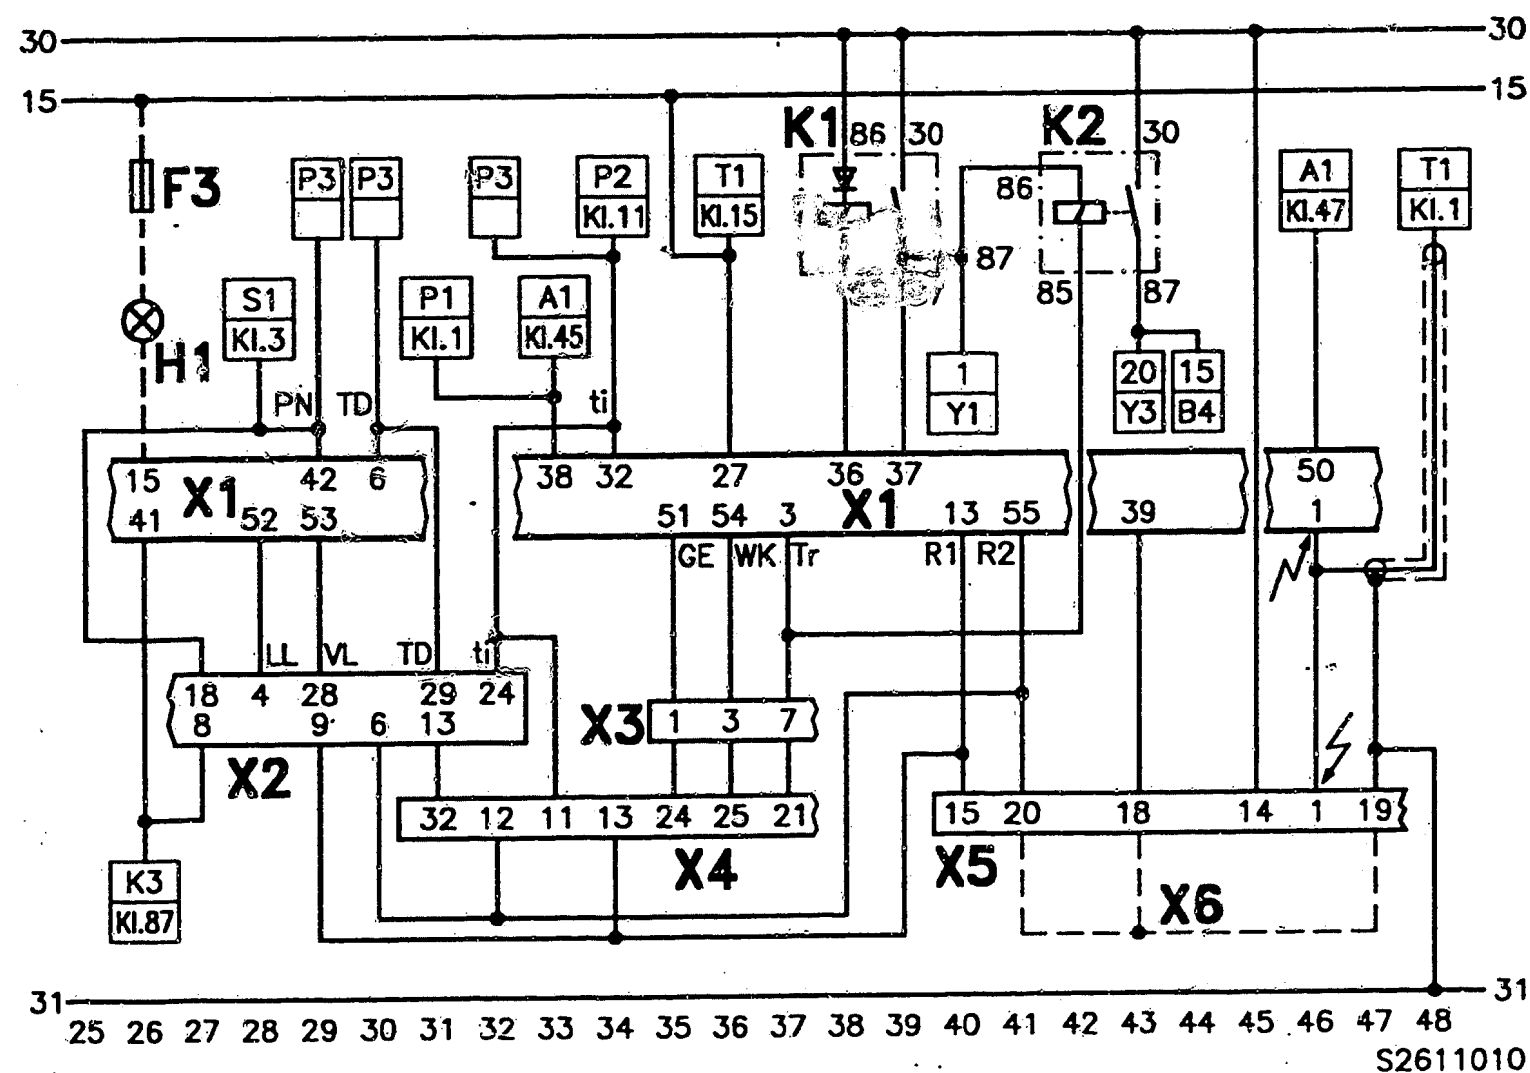 30 30
15 15
K1 86 30 K2 30
F3 P3 P3 P3 P2 T1 A1 T1
Kl.11 Kl.15 86 Kl.47 Kl.1
87
S1 P1 A1 85 87
Kl.3 Kl.1 Kl.45
H1
1 20 15
PN TD ti Y1 Y3 B4
15 42 6 38 32 27 36 37 50
X1 X1
41 52 53 51 54 3 13 55 39 1
GE WK Tr R1 R2
LL VL TD ti
18 4 28 29 24
8 9 6 13 X3 1 3 7
X2
32 12 11 13 24 25 21 15 20 18 14 1 19
X4 X5
K3 X6
Kl.87
31 31
25 26 27 28 29 30 31 32 33 34 35 36 37 38 39 40 41 42 43 44 45 46 47 48
S2611010